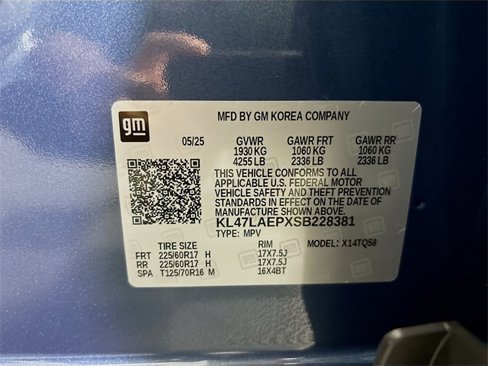 gm
MFD BY GM KOREA COMPANY
05/25 GVWR GAWR FRT GAWR RR
1930 KG 1060 KG 1060 KG
4255 LB 2336 LB 2336 LB
THIS VEHICLE CONFORMS TO ALL
APPLICABLE U.S. FEDERAL MOTOR
VEHICLE SAFETY AND THEFT PREVENTION
STANDARDS IN EFFECT ON THE DATE OF
MANUFACTURE SHOWN ABOVE.
KL47LAEPXSB228381
TYPE: MPV MODEL: X14TQ58
TIRE SIZE RIM
FRT 225/60R17 H 17X7.5J
RR 225/60R17 H 17X7.5J
SPA T125/70R16 M 16X4BT